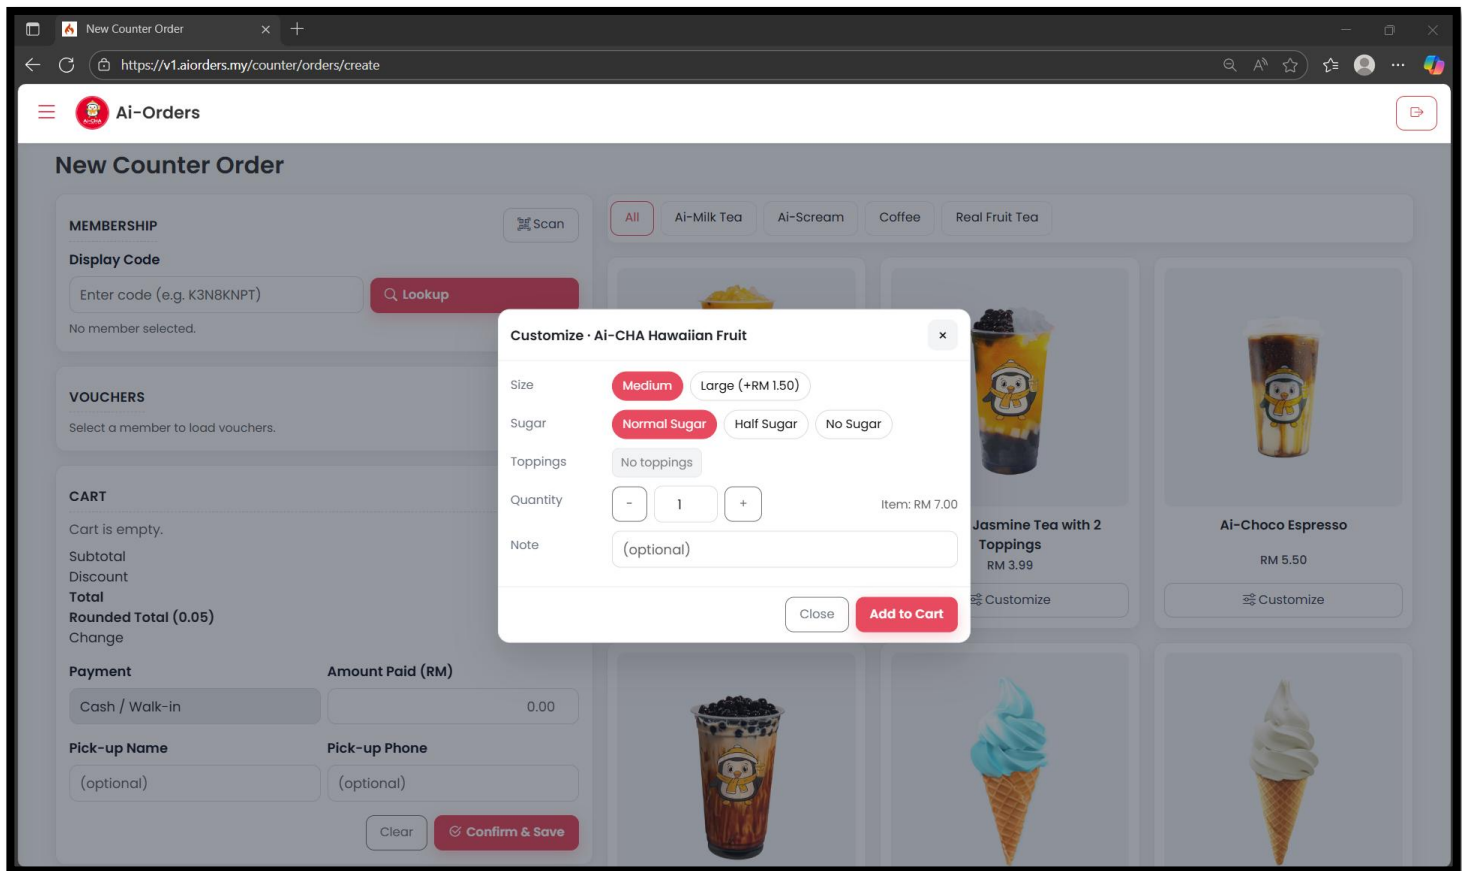 New Counter Order
https://v1.aiorders.my/counter/orders/create
Ai-CHA
Ai-Orders
New Counter Order
MEMBERSHIP
Scan
Display Code
Enter code (e.g. K3N8KNPT)
Lookup
No member selected.
VOUCHERS
Select a member to load vouchers.
CART
Cart is empty.
Subtotal
Discount
Total
Rounded Total (0.05)
Change
Payment
Amount Paid (RM)
Cash / Walk-in
0.00
Pick-up Name
Pick-up Phone
(optional)
(optional)
Clear
Confirm & Save
All
Ai-Milk Tea
Ai-Scream
Coffee
Real Fruit Tea
Customize · Ai-CHA Hawaiian Fruit
×
Size
Medium
Large (+RM 1.50)
Sugar
Normal Sugar
Half Sugar
No Sugar
Toppings
No toppings
Quantity
-
1
+
Item: RM 7.00
Note
(optional)
Close
Add to Cart
Jasmine Tea with 2
Toppings
RM 3.99
Customize
Ai-Choco Espresso
RM 5.50
Customize